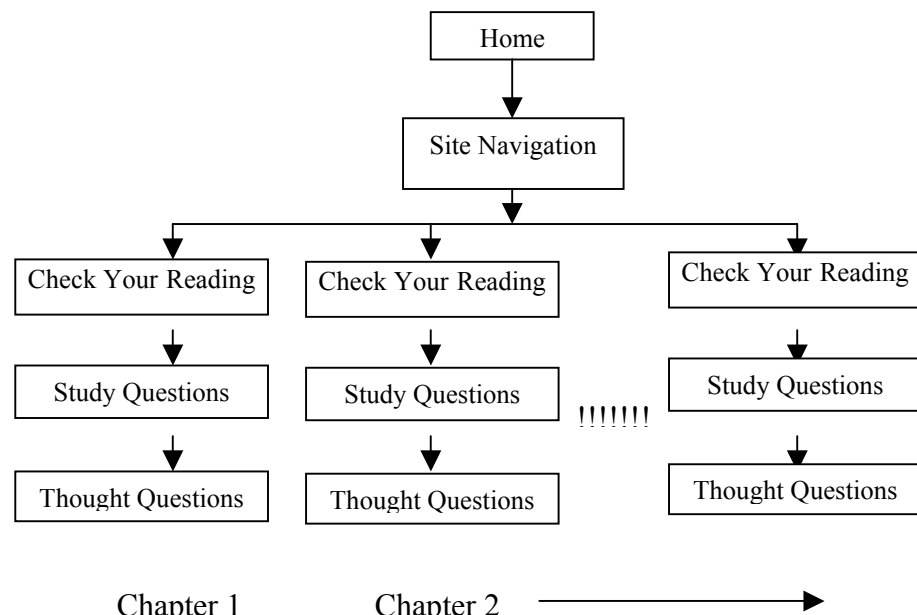 Home
Site Navigation
Check Your Reading
Check Your Reading
Check Your Reading
Study Questions
Study Questions
Study Questions
!!!!!!!
Thought Questions
Thought Questions
Thought Questions
Chapter 1
Chapter 2